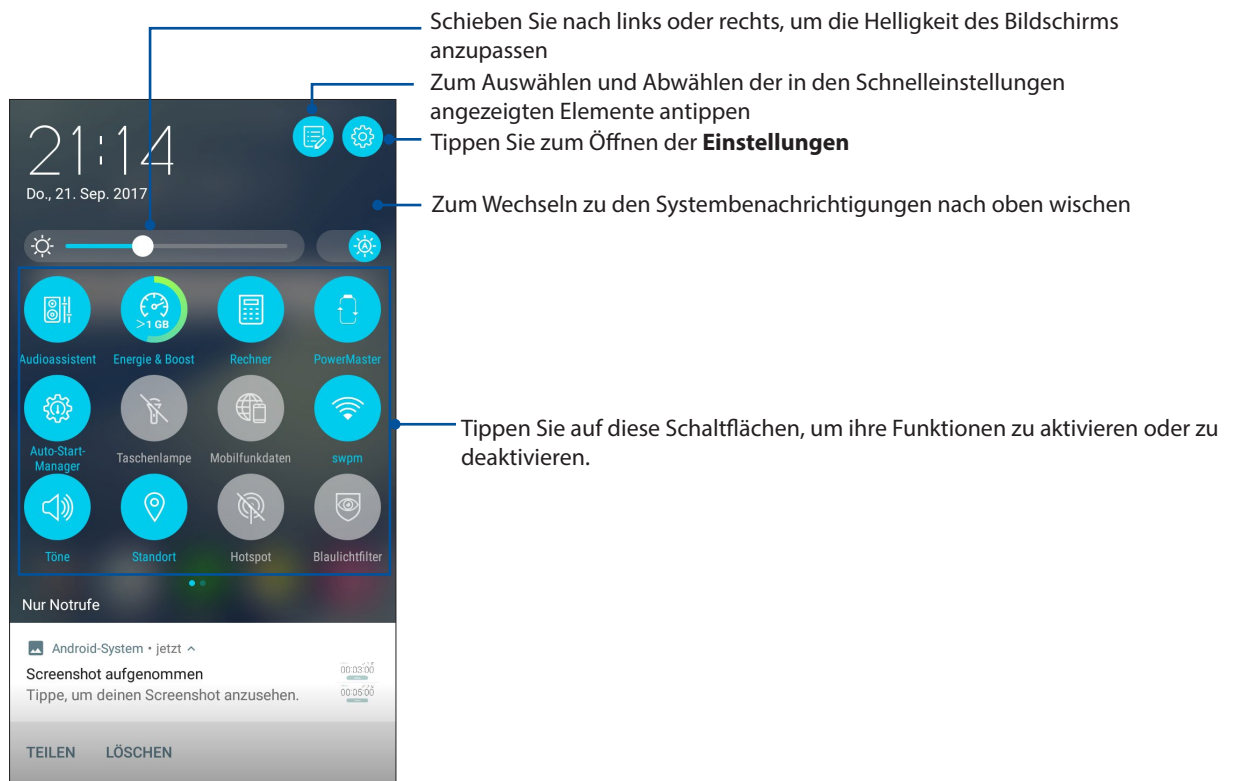 Schieben Sie nach links oder rechts, um die Helligkeit des Bildschirms
anzupassen
Zum Auswählen und Abwählen der in den Schnelleinstellungen
angezeigten Elemente antippen
Tippen Sie zum Öffnen der Einstellungen
Zum Wechseln zu den Systembenachrichtigungen nach oben wischen
Tippen Sie auf diese Schaltflächen, um ihre Funktionen zu aktivieren oder zu
deaktivieren.
21:14
Do., 21. Sep. 2017
A
>1 GB
Audioassistent Energie & Boost Rechner PowerMaster
Auto-Start-
Manager Taschenlampe Mobilfunkdaten swpm
Töne Standort Hotspot Blaulichtfilter
Nur Notrufe
Android-System • jetzt
Screenshot aufgenommen
00:03:00
Tippe, um deinen Screenshot anzusehen.
00:05:00
TEILEN LÖSCHEN